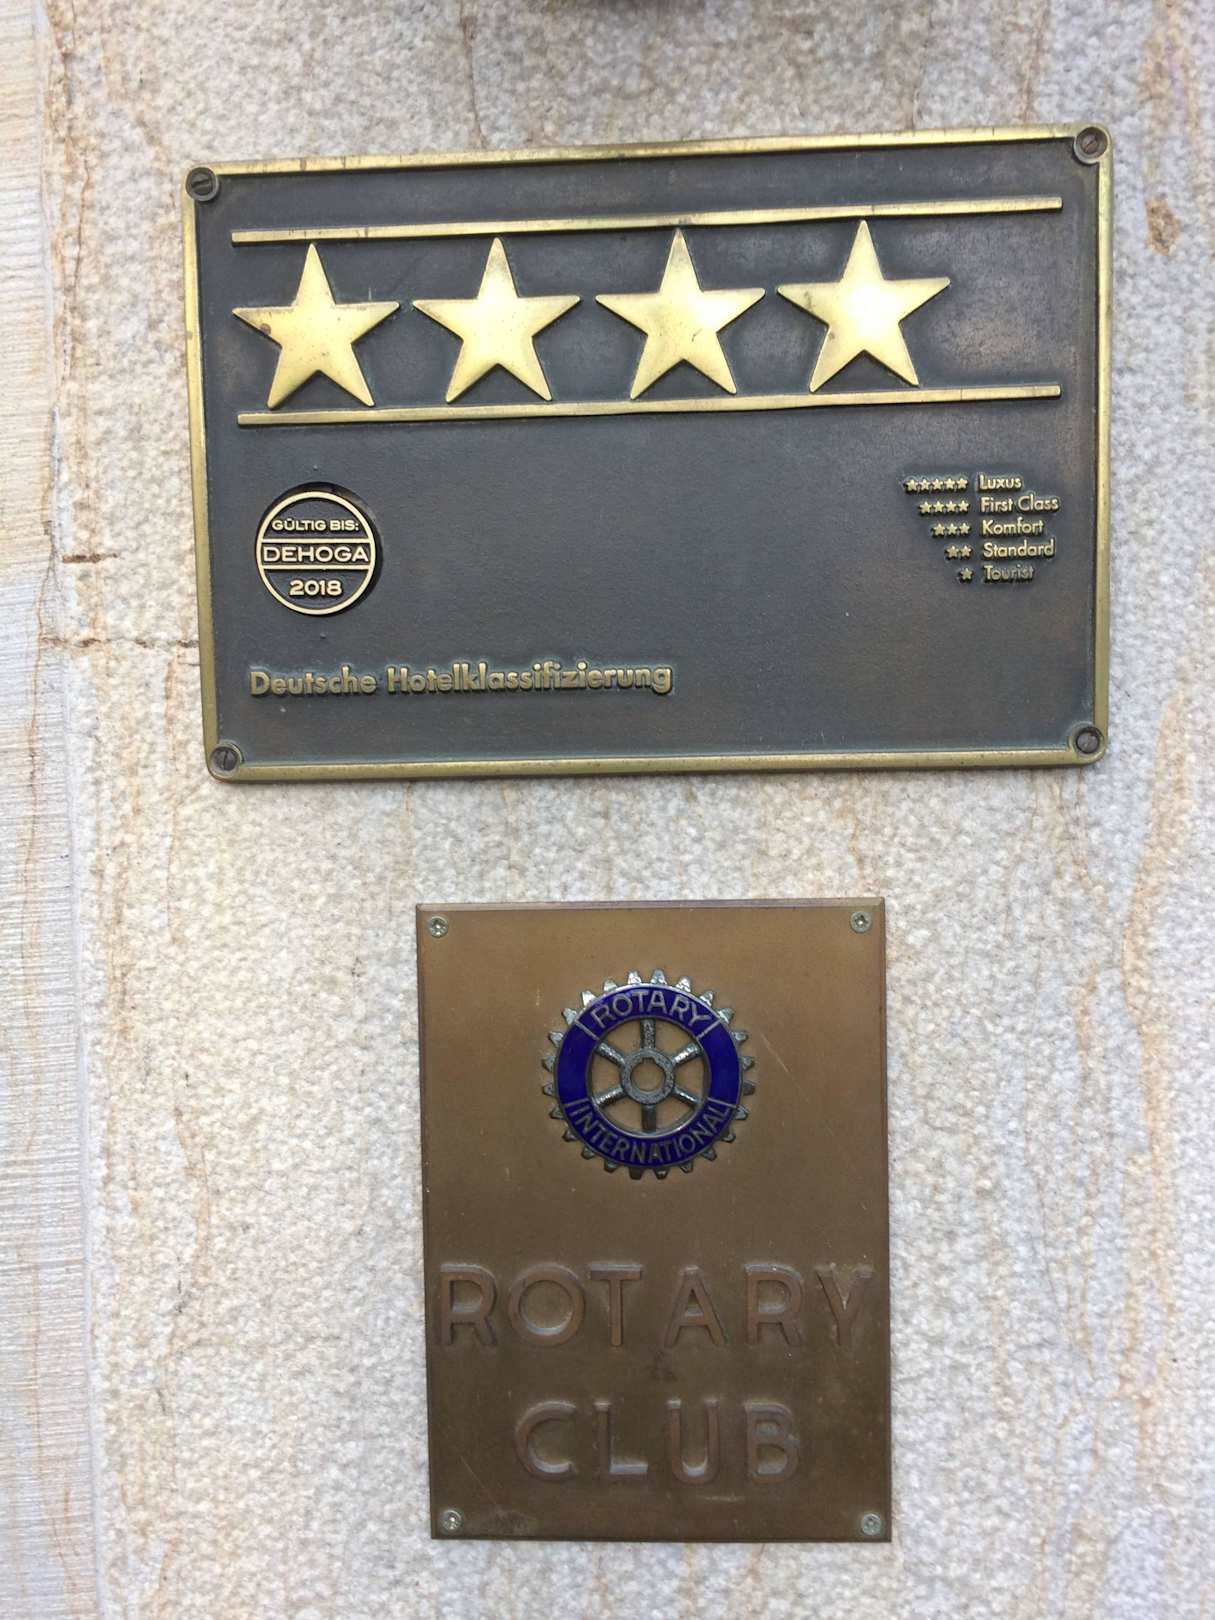 GÜLTIG BIS:
DEHOGA
2018
Luxus
First Class
Komfort
Standard
Tourist
Deutsche Hotelklassifizierung
ROTARY
INTERNATIONAL
ROTARY
CLUB